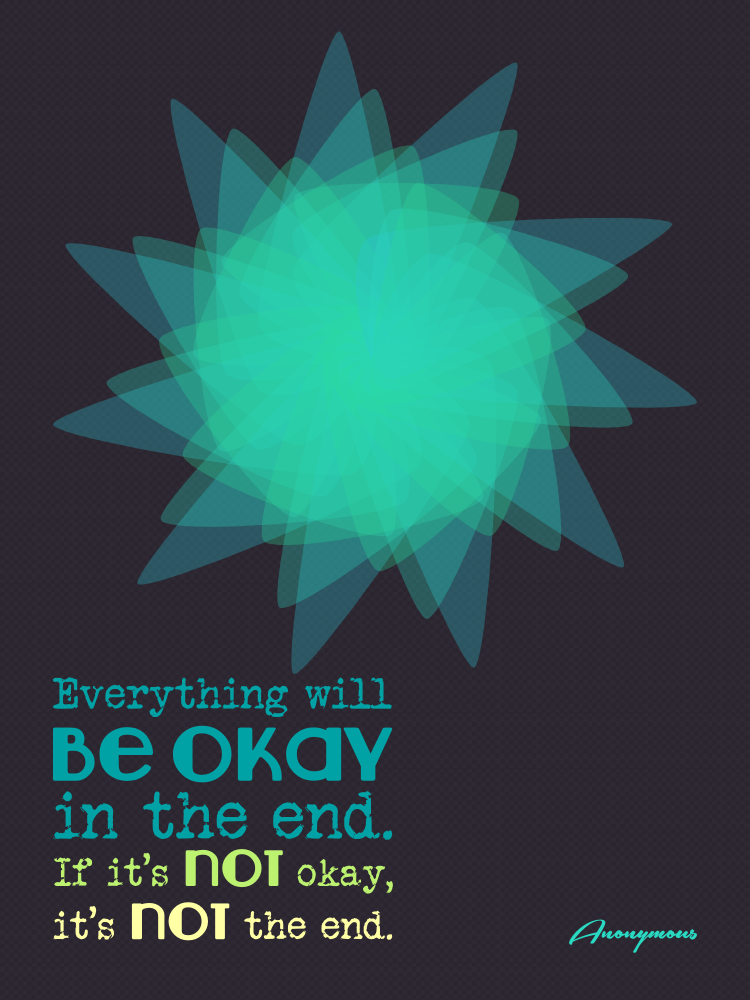 Everything will
Be OKAY
in the end.
If it's NOT okay,
it's NOT the end.
Anonymous